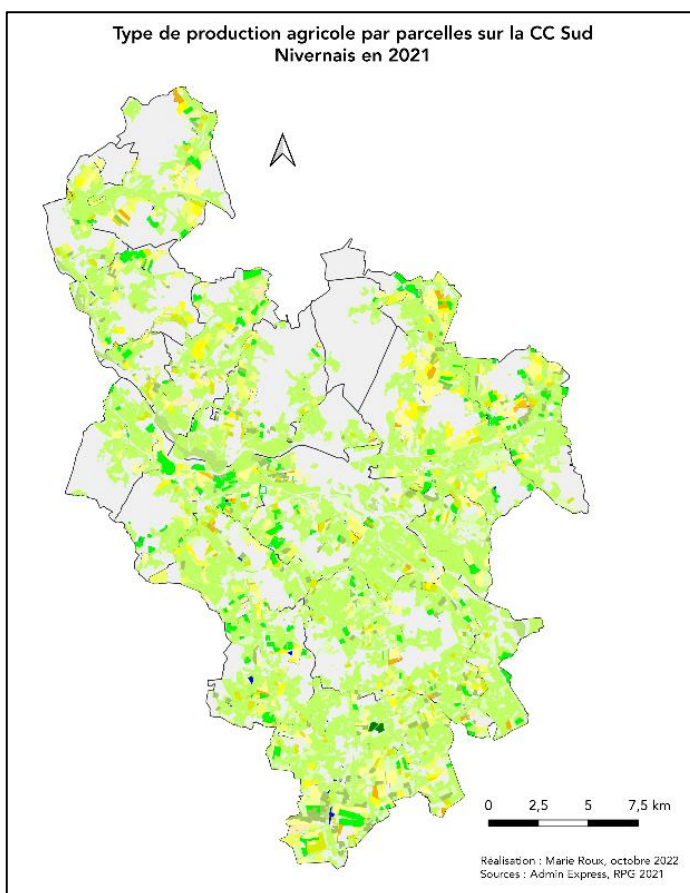 Type de production agricole par parcelles sur la CC Sud
Nivernais en 2021
0 2,5 5 7,5 km
Réalisation : Marie Roux, octobre 2022
Sources : Admin Express, RPG 2021